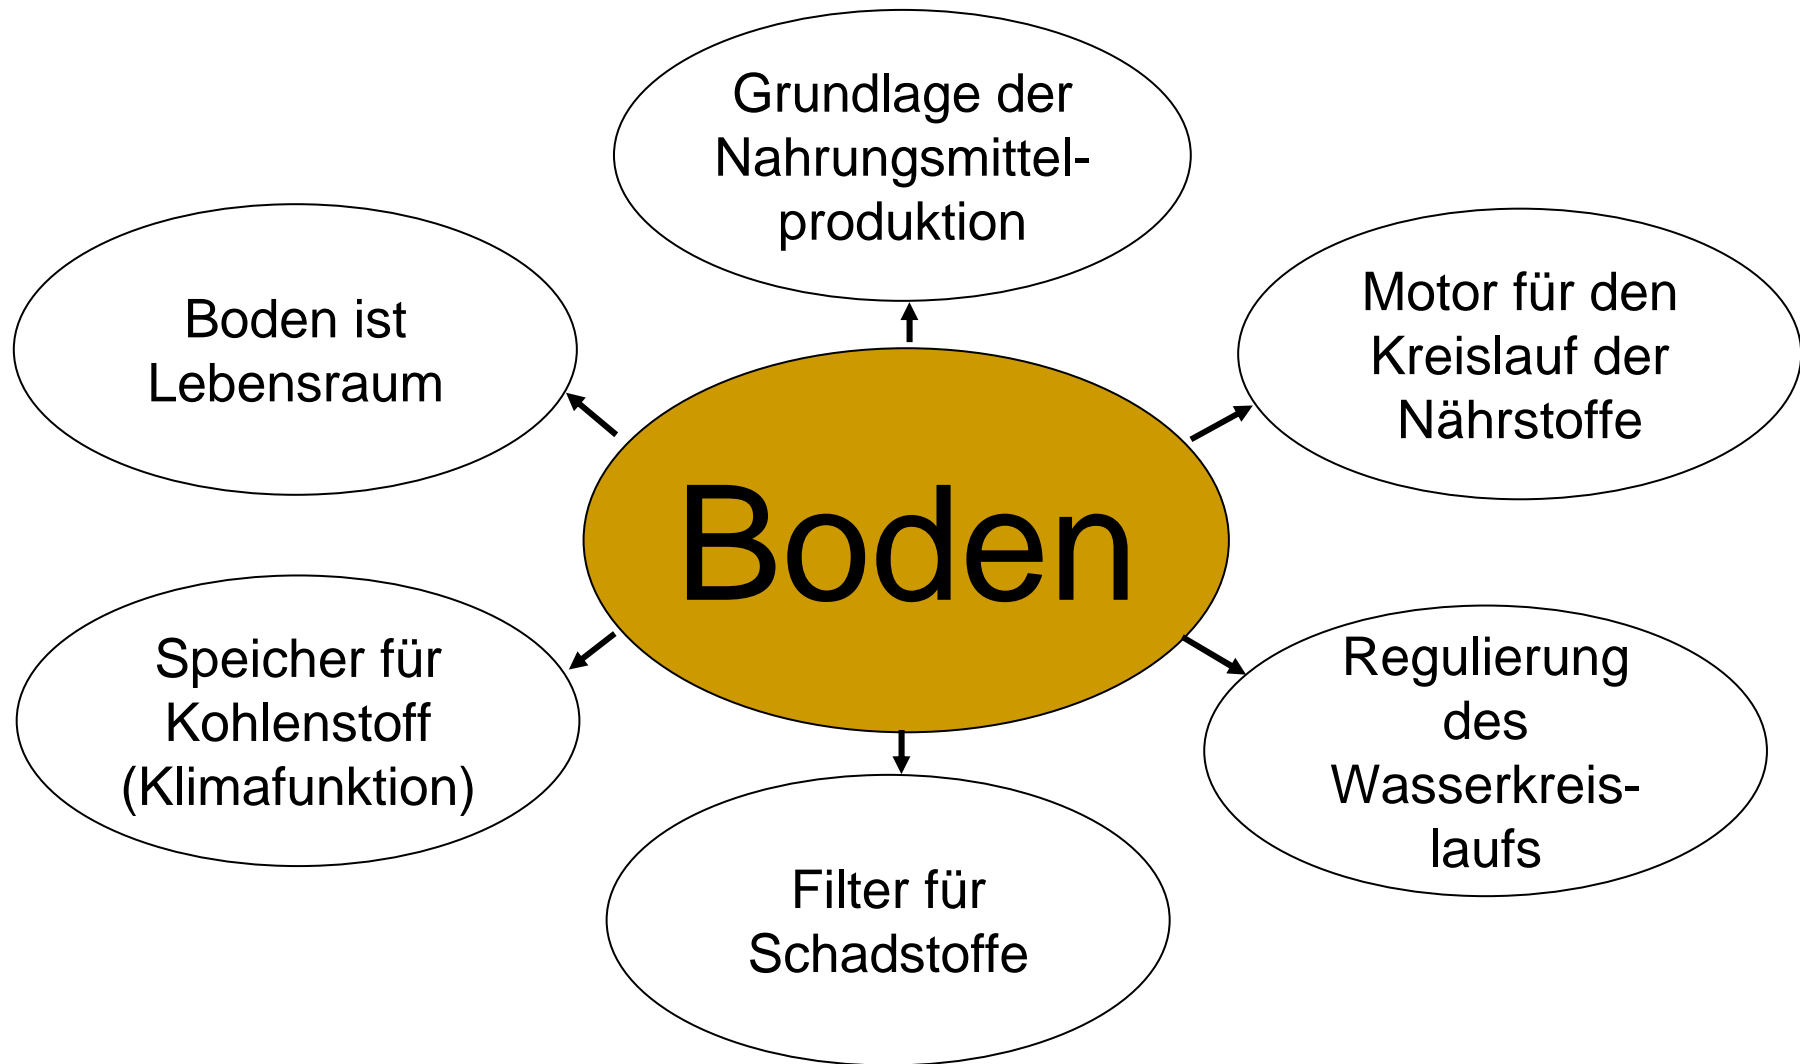 Grundlage der
Nahrungsmittel-
produktion
Boden ist
Lebensraum
Motor für den
Kreislauf der
Nährstoffe
Boden
Speicher für
Kohlenstoff
(Klimafunktion)
Regulierung
des
Wasserkreis-
laufs
Filter für
Schadstoffe